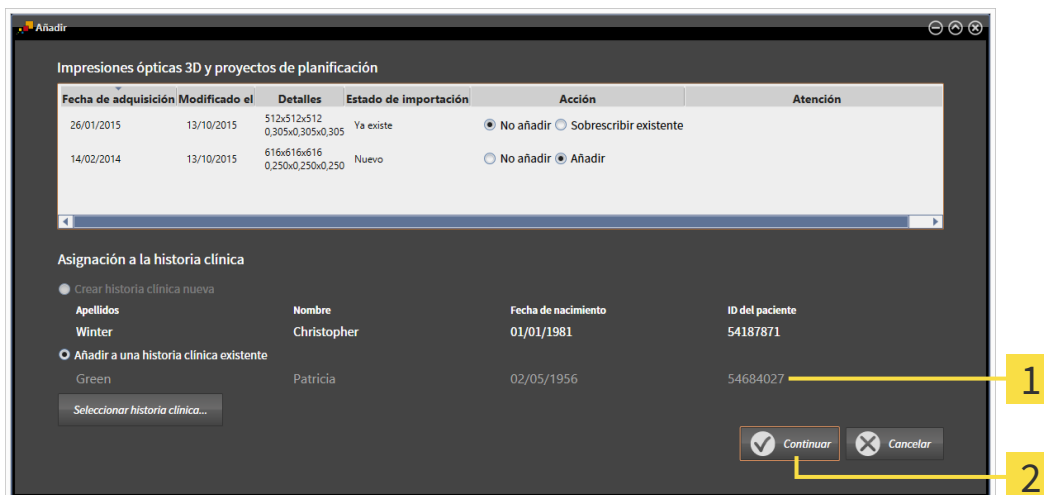 Añadir
Impresiones ópticas 3D y proyectos de planificación
Fecha de adquisición Modificado el Detalles Estado de importación Acción Atención
26/01/2015 13/10/2015 512x512x512 0,305x0,305x0,305 Ya existe No añadir Sobrescribir existente
14/02/2014 13/10/2015 616x616x616 0,250x0,250x0,250 Nuevo No añadir Añadir
Asignación a la historia clínica
Crear historia clínica nueva
Apellidos Nombre Fecha de nacimiento ID del paciente
Winter Christopher 01/01/1981 54187871
Añadir a una historia clínica existente
Green Patricia 02/05/1956 54684027
1
Seleccionar historia clínica...
Continuar Cancelar
2